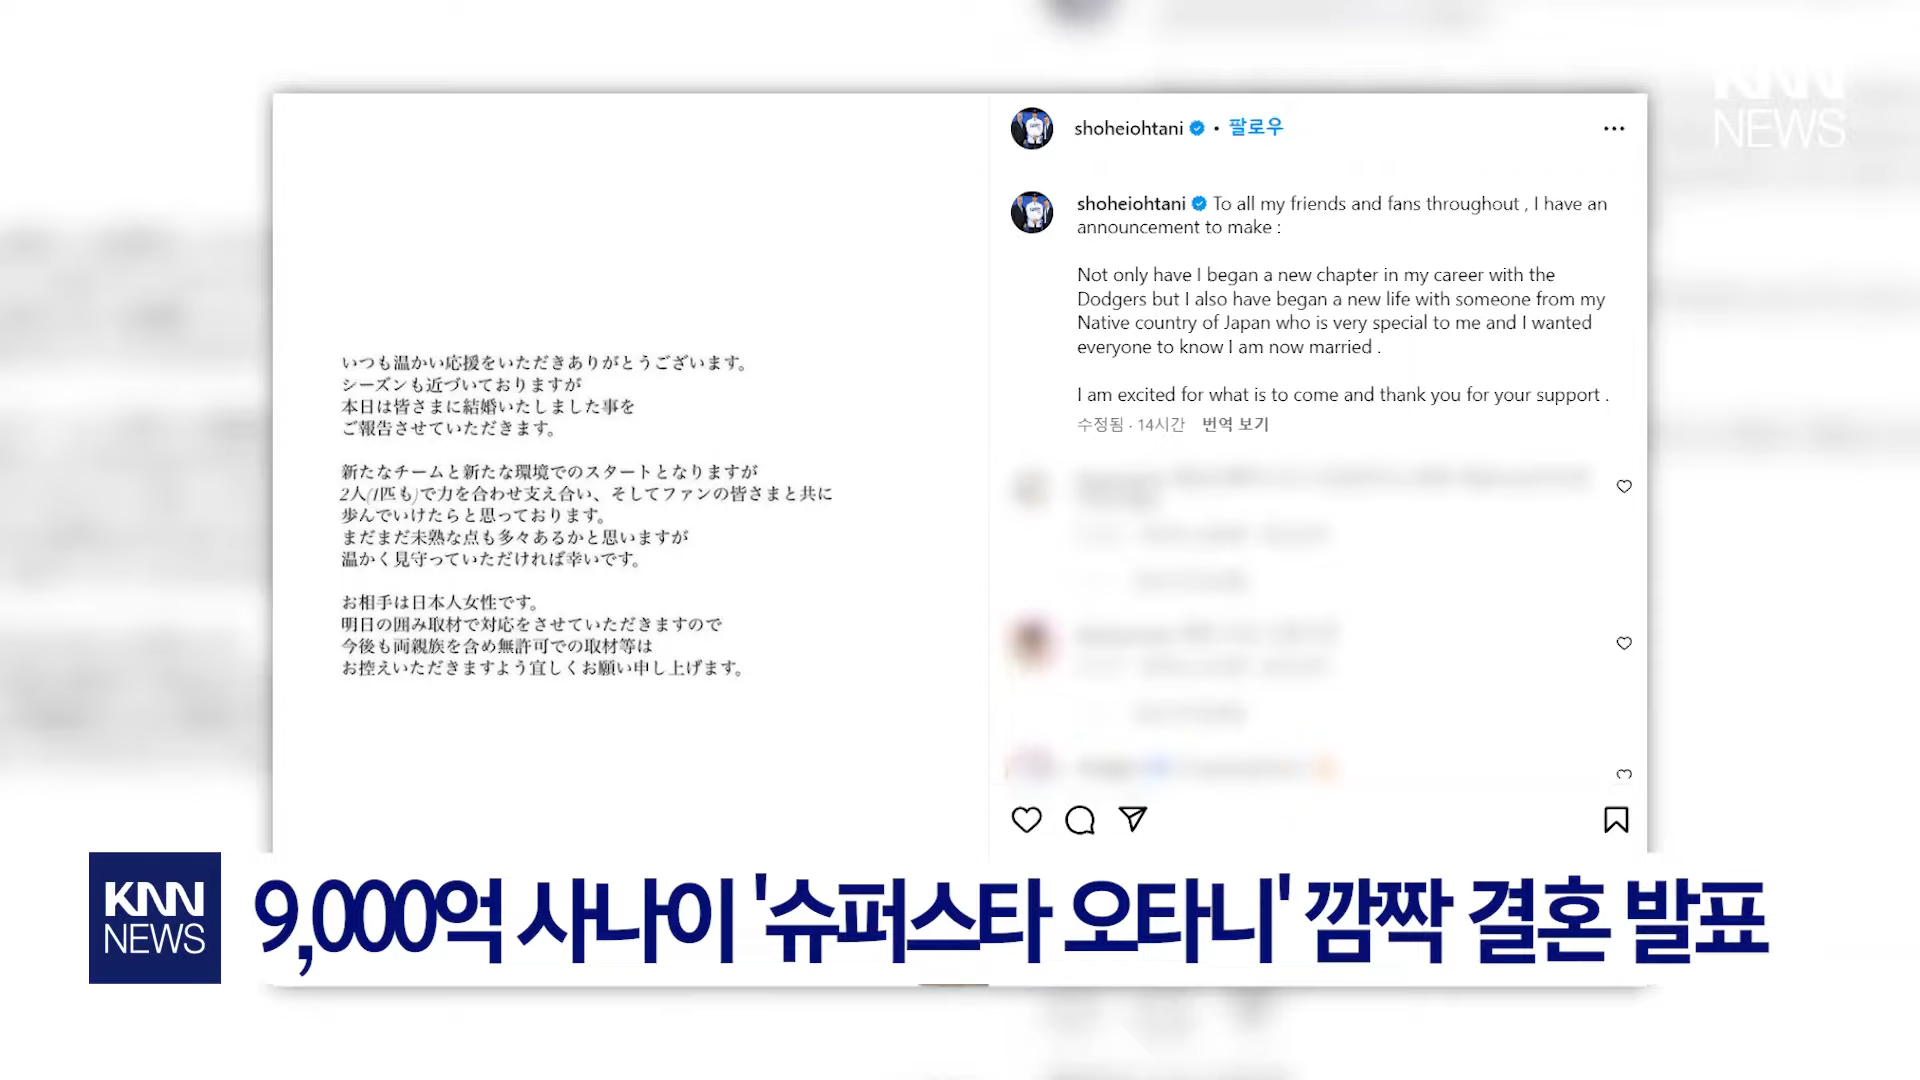 KNN
NEWS
いつも温かい応援をいただきありがとうございます。
シーズンも近づいておりますが
本日は皆さまに結婚いたしました事を
ご報告させていただきます。
新たなチームと新たな環境でのスタートとなりますが
2人(1匹も)で力を合わせ支え合い、そしてファンの皆さまと共に
歩んでいけたらと思っております。
まだまだ未熟な点も多々あるかと思いますが
温かく見守っていただければ幸いです。
お相手は日本人女性です。
明日の囲み取材で対応をさせていただきますので
今後も両親族を含め無許可での取材等は
お控えいただきますよう宜しくお願い申し上げます。
shoheiohtani • 팔로우
shoheiohtani To all my friends and fans throughout , I have an
announcement to make :
Not only have I began a new chapter in my career with the
Dodgers but I also have began a new life with someone from my
Native country of Japan who is very special to me and I wanted
everyone to know I am now married .
I am excited for what is to come and thank you for your support .
수정됨 · 14시간 번역 보기
KNN
NEWS
9,000억 사나이 '슈퍼스타 오타니' 깜짝 결혼 발표